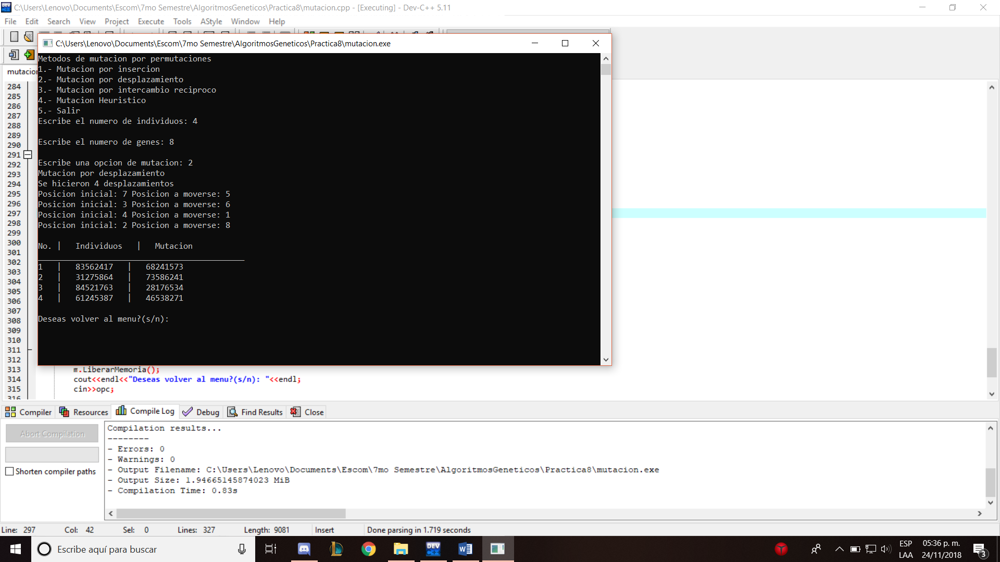 C:\Users\Lenovo\Documents\Escom\7mo Semestre\AlgoritmosGeneticos\Practica8\mutacion.cpp - [Executing] - Dev-C++ 5.11
File Edit Search View Project Execute Tools AStyle Window Help
C:\Users\Lenovo\Documents\Escom\7mo Semestre\AlgoritmosGeneticos\Practica8\mutacion.exe
Metodos de mutacion por permutaciones
1.- Mutacion por insercion
2.- Mutacion por desplazamiento
3.- Mutacion por intercambio reciproco
4.- Mutacion Heuristico
5.- Salir
Escribe el numero de individuos: 4
Escribe el numero de genes: 8
Escribe una opcion de mutacion: 2
Mutacion por desplazamiento
Se hicieron 4 desplazamientos
Posicion inicial: 7 Posicion a moverse: 5
Posicion inicial: 3 Posicion a moverse: 6
Posicion inicial: 4 Posicion a moverse: 1
Posicion inicial: 2 Posicion a moverse: 8
No. | Individuos | Mutacion
1 | 83562417 | 68241573
2 | 31275864 | 73586241
3 | 84521763 | 28176534
4 | 61245387 | 46538271
Deseas volver al menu?(s/n):
284
285
286
287
288
289
290
291
292
293
294
295
296
297
298
299
300
301
302
303
304
305
306
307
308
309
310
311
312
313 m.LiberarMemoria();
314 cout<<endl<<"Deseas volver al menu?(s/n): "<<endl;
315 cin>>opc;
316
Compiler Resources Compile Log Debug Find Results Close
Abort Compilation
Shorten compiler paths
Compilation results...
--------
- Errors: 0
- Warnings: 0
- Output Filename: C:\Users\Lenovo\Documents\Escom\7mo Semestre\AlgoritmosGeneticos\Practica8\mutacion.exe
- Output Size: 1.94665145874023 MiB
- Compilation Time: 0.83s
Line: 297 Col: 42 Sel: 0 Lines: 327 Length: 9081 Insert Done parsing in 1.719 seconds
Escribe aquí para buscar
DEV C++
ESP
LAA
05:36 p. m.
24/11/2018
3